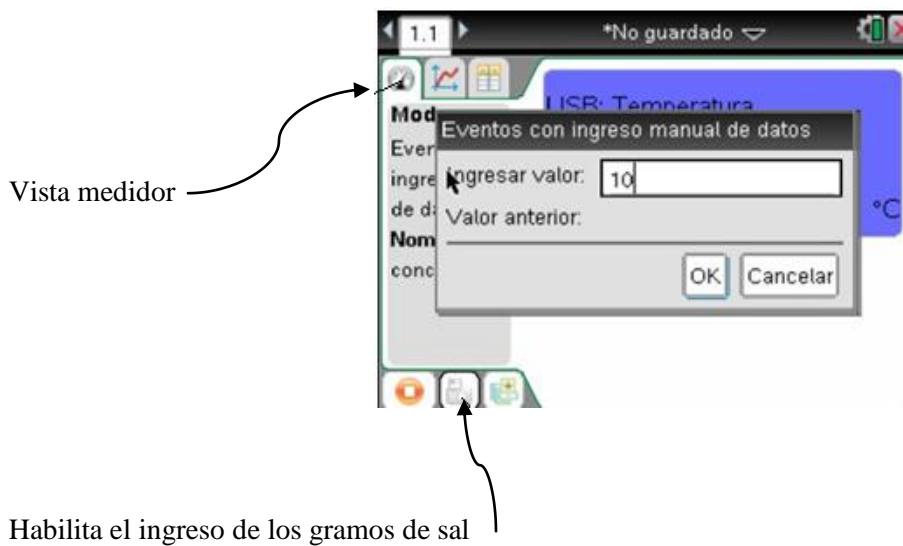 1.1 *No guardado
USB: Temperatura
Mod
Eventos con ingreso manual de datos
Even
Ingresar valor: 10
ingre
de da
Valor anterior:
°C
Nom
conc
OK Cancelar
Vista medidor
Habilita el ingreso de los gramos de sal